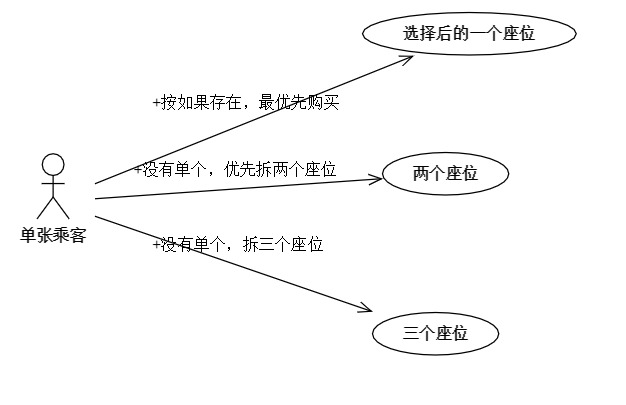 选择后的一个座位
+按如果存在，最优先购买
+没有单个，优先拆两个座位
两个座位
单张乘客
+没有单个，拆三个座位
三个座位